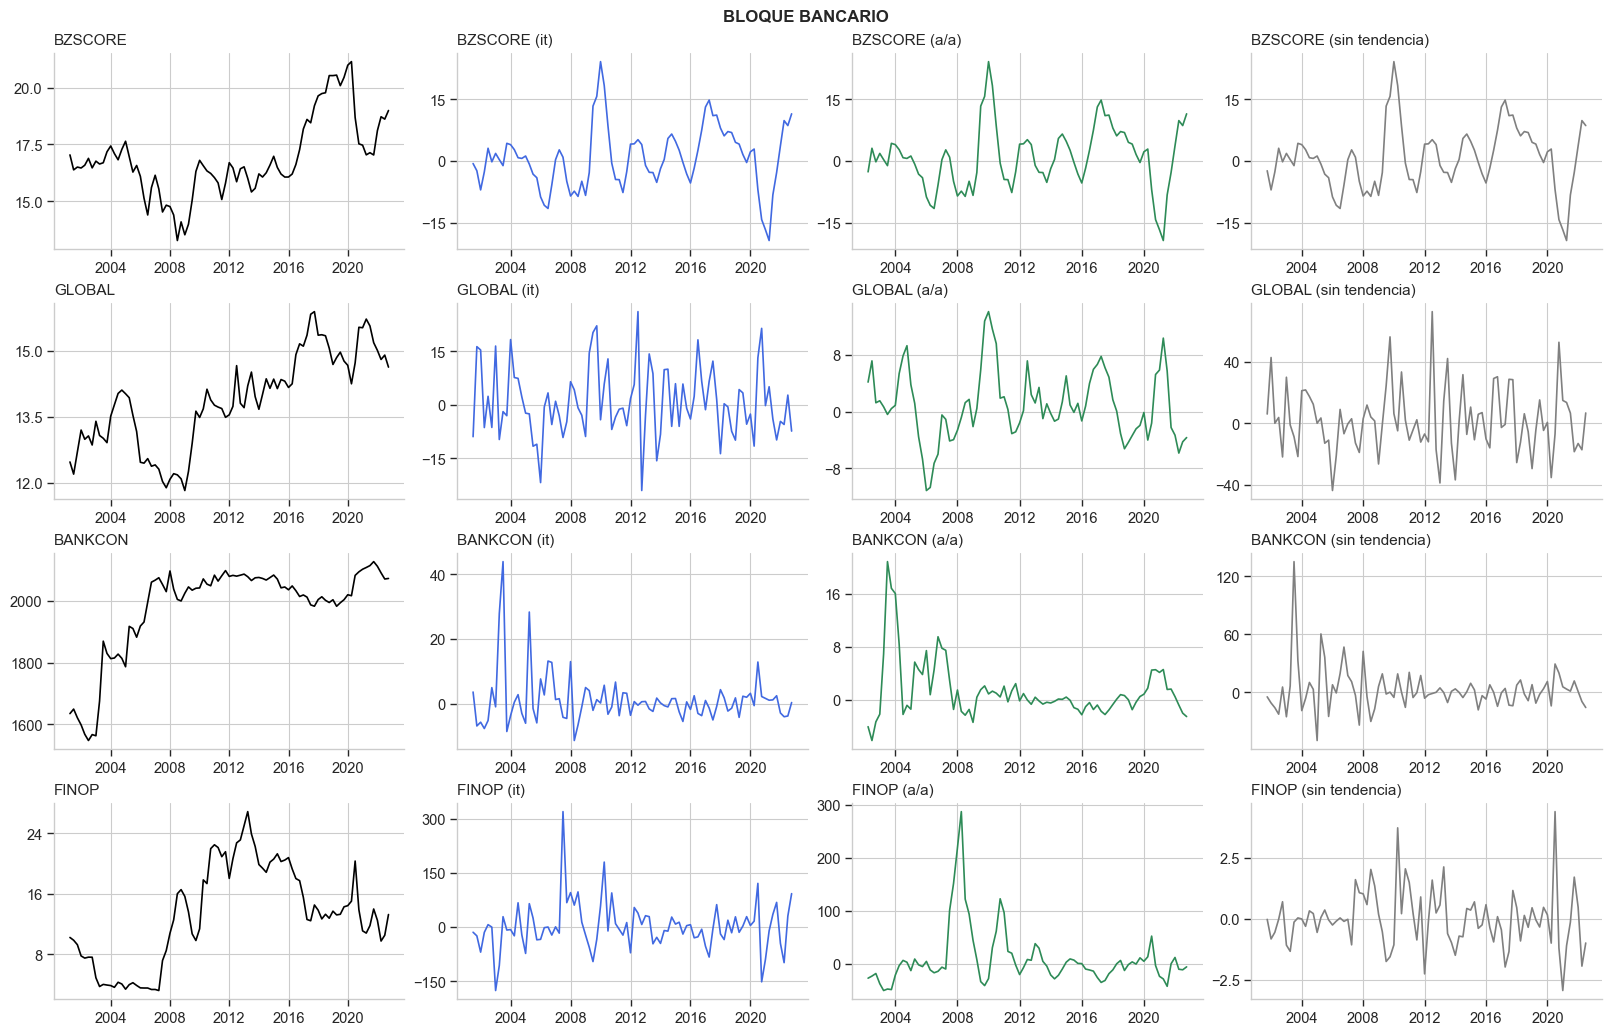 BLOQUE BANCARIO
BZSCORE
BZSCORE (it)
BZSCORE (a/a)
BZSCORE (sin tendencia)
20.0
17.5
15.0
15
0
−15
15
0
−15
15
0
−15
2004 2008 2012 2016 2020
2004 2008 2012 2016 2020
2004 2008 2012 2016 2020
2004 2008 2012 2016 2020
GLOBAL
GLOBAL (it)
GLOBAL (a/a)
GLOBAL (sin tendencia)
15.0
13.5
12.0
15
0
−15
8
0
−8
40
0
−40
2004 2008 2012 2016 2020
2004 2008 2012 2016 2020
2004 2008 2012 2016 2020
2004 2008 2012 2016 2020
BANKCON
BANKCON (it)
BANKCON (a/a)
BANKCON (sin tendencia)
2000
1800
1600
40
20
0
16
8
0
120
60
0
2004 2008 2012 2016 2020
2004 2008 2012 2016 2020
2004 2008 2012 2016 2020
2004 2008 2012 2016 2020
FINOP
FINOP (it)
FINOP (a/a)
FINOP (sin tendencia)
24
16
8
300
150
0
−150
300
200
100
0
2.5
0.0
−2.5
2004 2008 2012 2016 2020
2004 2008 2012 2016 2020
2004 2008 2012 2016 2020
2004 2008 2012 2016 2020